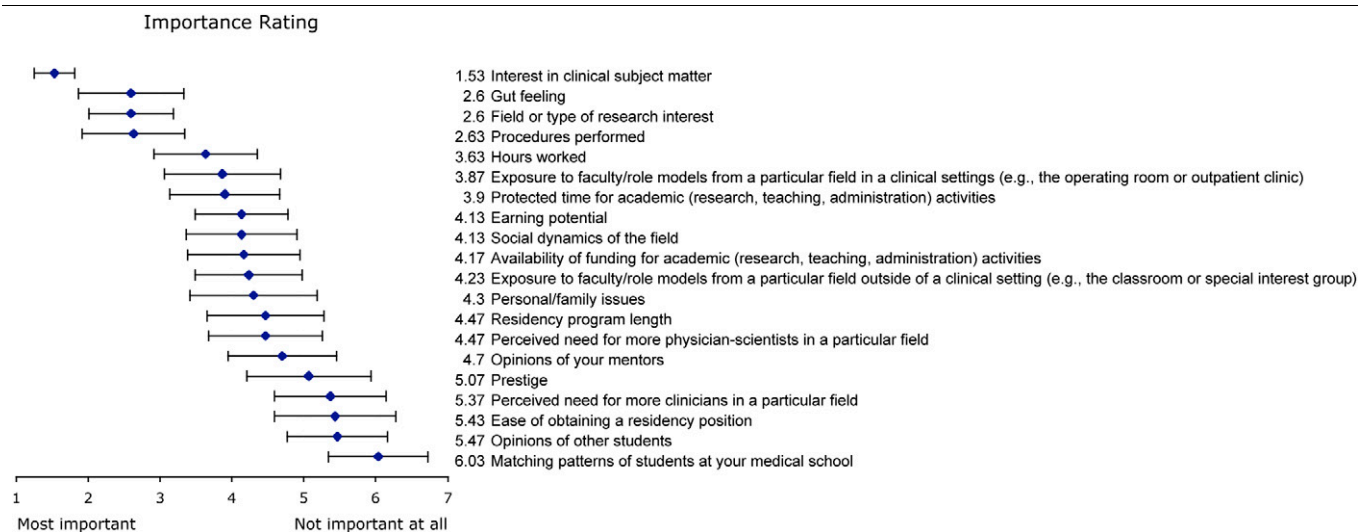 Importance Rating
1.53 Interest in clinical subject matter
2.6 Gut feeling
2.6 Field or type of research interest
2.63 Procedures performed
3.63 Hours worked
3.87 Exposure to faculty/role models from a particular field in a clinical settings (e.g., the operating room or outpatient clinic)
3.9 Protected time for academic (research, teaching, administration) activities
4.13 Earning potential
4.13 Social dynamics of the field
4.17 Availability of funding for academic (research, teaching, administration) activities
4.23 Exposure to faculty/role models from a particular field outside of a clinical setting (e.g., the classroom or special interest group)
4.3 Personal/family issues
4.47 Residency program length
4.47 Perceived need for more physician-scientists in a particular field
4.7 Opinions of your mentors
5.07 Prestige
5.37 Perceived need for more clinicians in a particular field
5.43 Ease of obtaining a residency position
5.47 Opinions of other students
6.03 Matching patterns of students at your medical school
1 2 3 4 5 6 7
Most important Not important at all